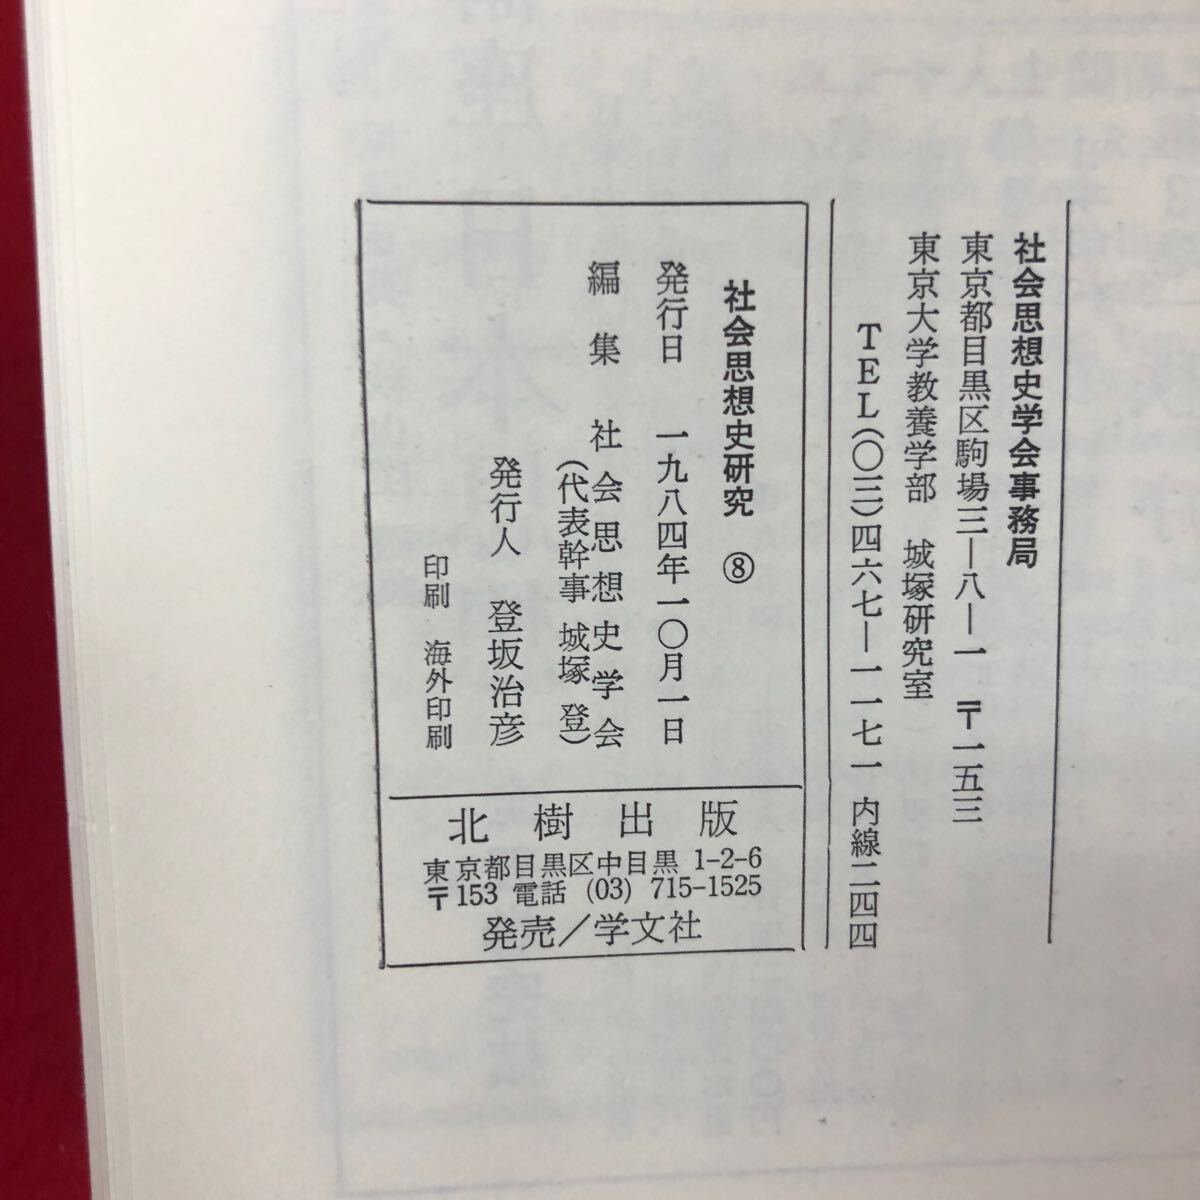 社会思想史学会事務局
東京都目黒区駒場三―八―一 〒一五三
東京大学教養学部 城塚研究室
TEL(〇三)四六七―一一七一 内線二四四
社会思想史研究 ⑧
発行日 一九八四年一〇月一日
編集 社会思想史学会
(代表幹事 城塚 登)
発行人 登坂治彦
印刷 海外印刷
北樹出版
東京都目黒区中目黒 1-2-6
〒153 電話 (03) 715-1525
発売/学文社